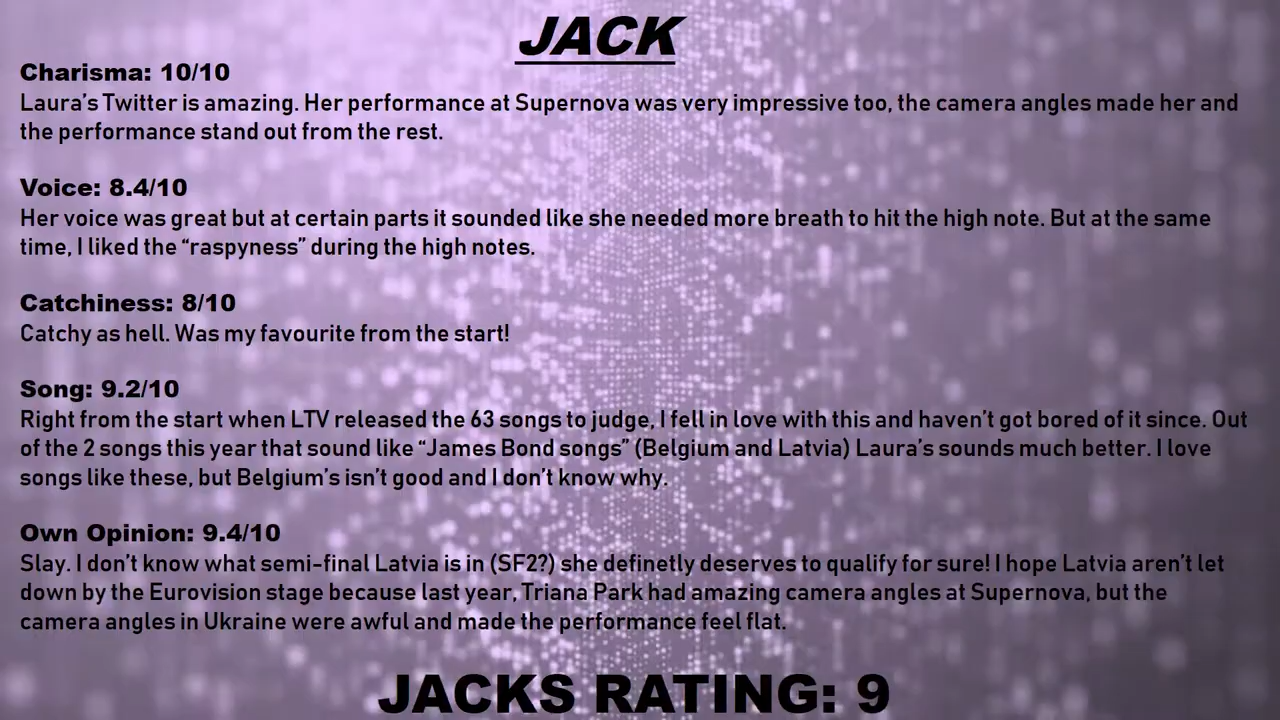 JACK
Charisma: 10/10
Laura's Twitter is amazing. Her performance at Supernova was very impressive too, the camera angles made her and
the performance stand out from the rest.
Voice: 8.4/10
Her voice was great but at certain parts it sounded like she needed more breath to hit the high note. But at the same
time, I liked the “raspyness” during the high notes.
Catchiness: 8/10
Catchy as hell. Was my favourite from the start!
Song: 9.2/10
Right from the start when LTV released the 63 songs to judge, I fell in love with this and haven't got bored of it since. Out
of the 2 songs this year that sound like “James Bond songs” (Belgium and Latvia) Laura's sounds much better. I love
songs like these, but Belgium's isn't good and I don't know why.
Own Opinion: 9.4/10
Slay. I don't know what semi-final Latvia is in (SF2?) she definetly deserves to qualify for sure! I hope Latvia aren't let
down by the Eurovision stage because last year, Triana Park had amazing camera angles at Supernova, but the
camera angles in Ukraine were awful and made the performance feel flat.
JACKS RATING: 9